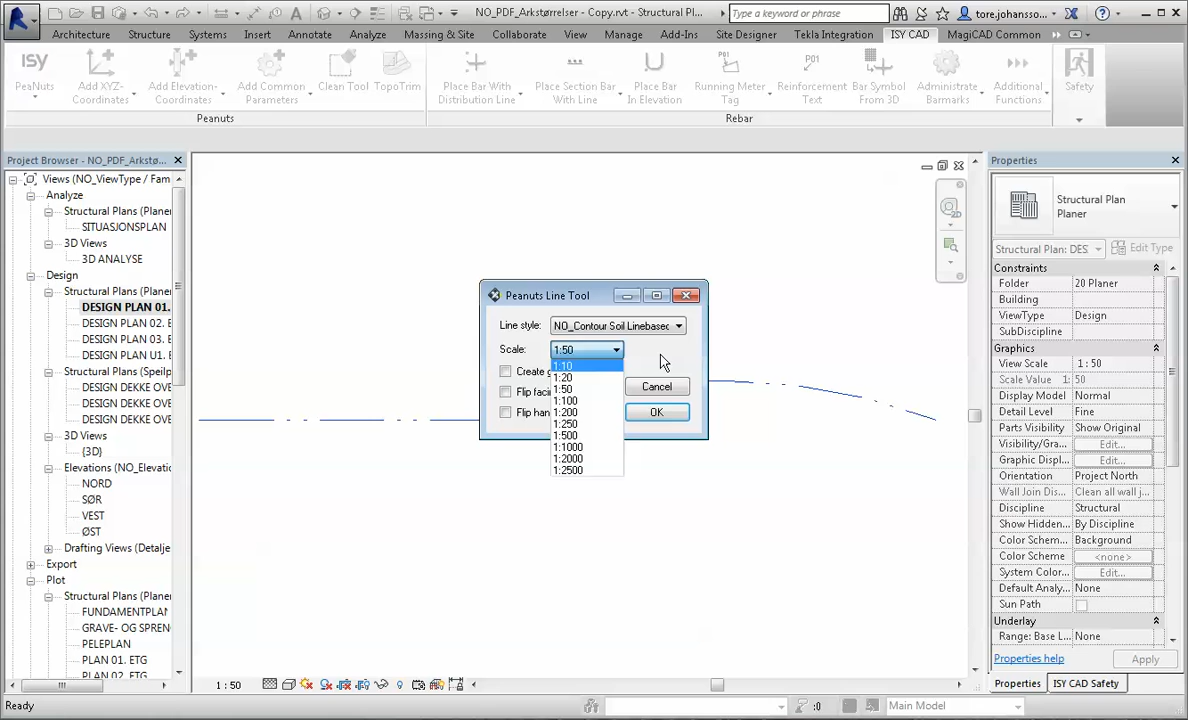 NO_PDF_Arkstørrelser - Copy.rvt - Structural Pla...
Type a keyword or phrase
tore.johansso...
Architecture Structure Systems Insert Annotate Analyze Massing & Site Collaborate View Manage Add-Ins Site Designer Tekla Integration ISY CAD MagiCAD Common
ISY
PeaNuts
Add XYZ-
Coordinates
Add Elevation-
Coordinates
Add Common
Parameters
Clean Tool
TopoTrim
Place Bar With
Distribution Line
Place Section Bar
With Line
Place Bar
In Elevation
P01
Running Meter
Tag
P01
Reinforcement
Text
Bar Symbol
From 3D
Administrate
Barmarks
Additional
Functions
Safety
Peanuts
Rebar
Project Browser - NO_PDF_Arkstø...
Views (NO_ViewType / Fam
Analyze
Structural Plans (Planer
SITUASJONSPLAN
3D Views
3D ANALYSE
Design
Structural Plans (Planer
DESIGN PLAN 01.
DESIGN PLAN 02. E
DESIGN PLAN 03. E
DESIGN PLAN U1. E
Structural Plans (Speilp
DESIGN DEKKE OVE
DESIGN DEKKE OVE
DESIGN DEKKE OVE
3D Views
{3D}
Elevations (NO_Elevatio
NORD
SØR
VEST
ØST
Drafting Views (Detalje
Export
Plot
Structural Plans (Planer
FUNDAMENTPLAN
GRAVE- OG SPREN
PELEPLAN
PLAN 01. ETG
PLAN 02. ETG
Peanuts Line Tool
Line style: NO_Contour Soil Linebasec
Scale: 1:50
1:10
1:20
1:50
1:100
1:200
1:250
1:500
1:1000
1:2000
1:2500
Create g
Flip facin
Flip han
Cancel
OK
Properties
Structural Plan
Planer
Structural Plan: DES
Edit Type
Constraints
Folder 20 Planer
Building
ViewType Design
SubDiscipline
Graphics
View Scale 1 : 50
Scale Value 1: 50
Display Model Normal
Detail Level Fine
Parts Visibility Show Original
Visibility/Gra... Edit...
Graphic Displ... Edit...
Orientation Project North
Wall Join Dis... Clean all wall j...
Discipline Structural
Show Hidden... By Discipline
Color Schem... Background
Color Scheme <none>
System Color... Edit...
Default Analy... None
Sun Path
Underlay
Range: Base L... None
Properties help
Apply
Properties
ISY CAD Safety
1 : 50
Ready
:0
Main Model